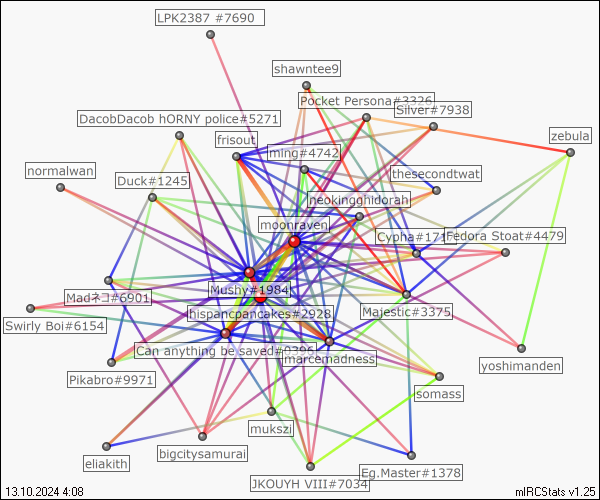 LPK2387 #7690
shawntee9
Pocket Persona#3326
Silver#7938
DacobDacob hORNY police#5271
frisout
zebula
ming#4742
normalwan
Duck#1245
thesecondtwat
neokingghidorah
moonraven
Cypha#171
Fedora Stoat#4479
Mushy#1984
Madネコ#6901
hispancpancakes#2928
Majestic#3375
Swirly Boi#6154
Can anything be saved#0396
marcemadness
yoshimanden
Pikabro#9971
somass
mukszi
bigcitysamurai
eliakith
Eg.Master#1378
JKOUYH VIII#7034
13.10.2024 4:08
mIRCStats v1.25